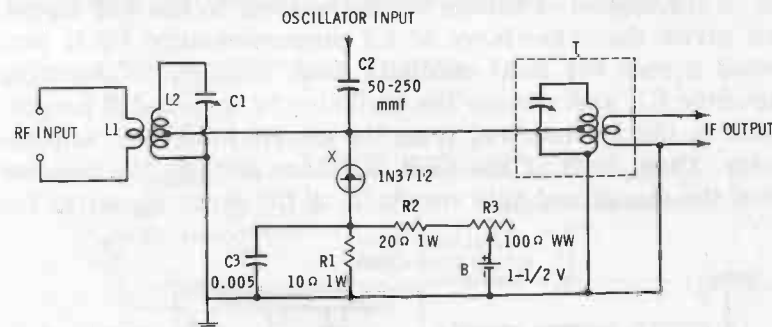 OSCILLATOR INPUT
T
C2
50-250
mmf
L2
C1
RF INPUT
L1
IF OUTPUT
X
1N3712
R2
R3
20Ω 1W
100Ω WW
C3
0.005
R1
10Ω 1W
B
+
1-1/2 V